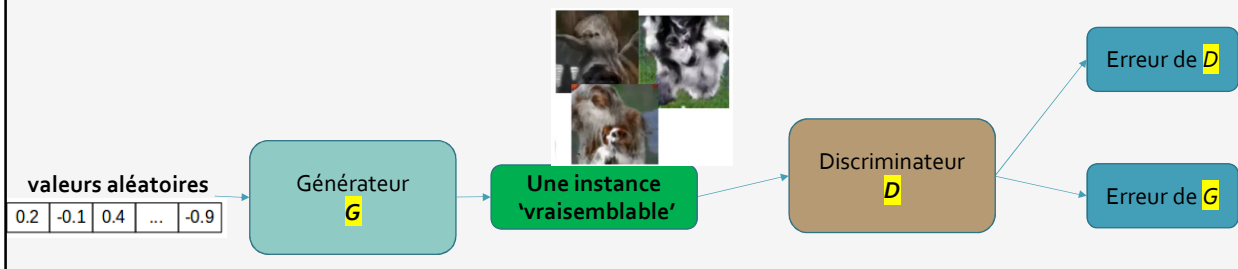 valeurs aléatoires
0.2 -0.1 0.4 ... -0.9
Générateur
G
Une instance
‘vraisemblable’
Discriminateur
D
Erreur de D
Erreur de G